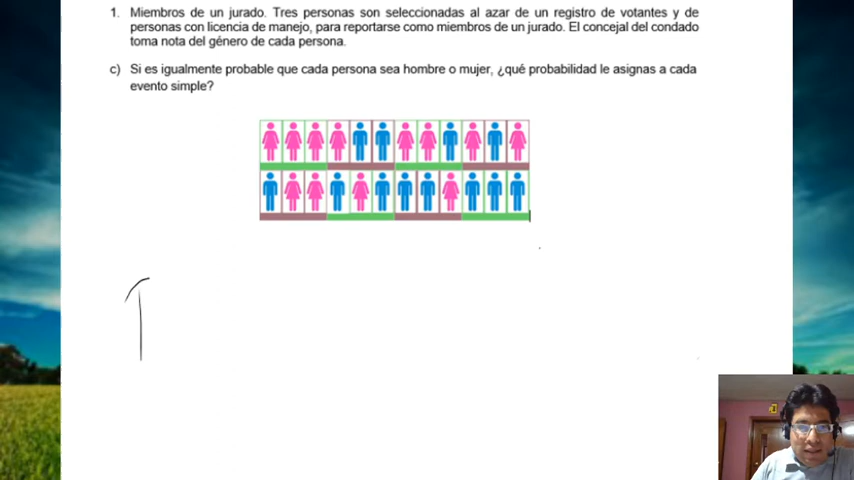 1. Miembros de un jurado. Tres personas son seleccionadas al azar de un registro de votantes y de
personas con licencia de manejo, para reportarse como miembros de un jurado. El concejal del condado
toma nota del género de cada persona.
c) Si es igualmente probable que cada persona sea hombre o mujer, ¿qué probabilidad le asignas a cada
evento simple?